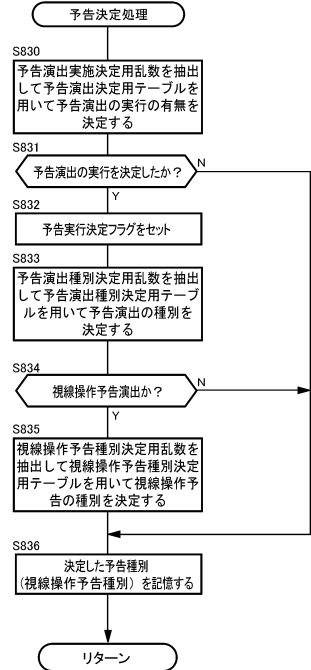 予告決定処理
S830
予告演出実施決定用乱数を抽出
して予告演出決定用テーブルを
用いて予告演出の実行の有無を
決定する
S831
予告演出の実行を決定したか？
N
Y
S832
予告実行決定フラグをセット
S833
予告演出種別決定用乱数を抽出
して予告演出種別決定用テーブ
ルを用いて予告演出の種別を
決定する
S834
視線操作予告演出か？
N
Y
S835
視線操作予告種別決定用乱数を
抽出して視線操作予告種別決定
用テーブルを用いて視線操作予
告の種別を決定する
S836
決定した予告種別
（視線操作予告種別）を記憶する
リターン